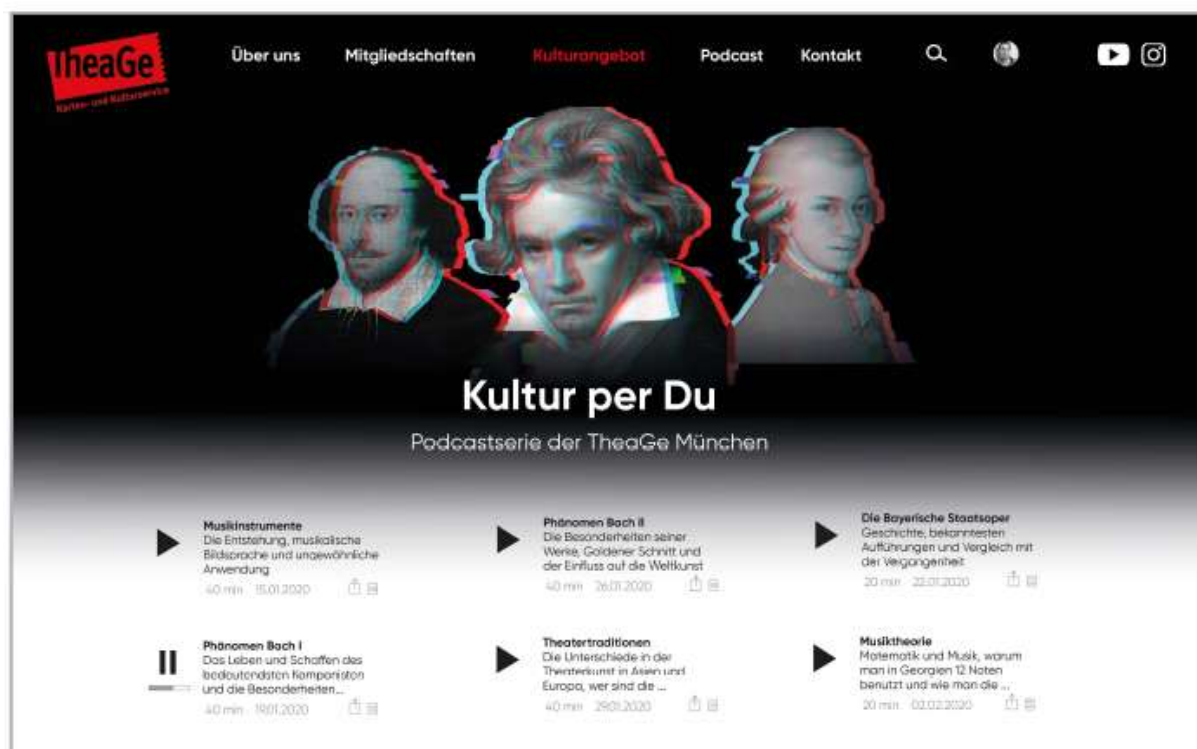 TheaGe
Karten- und Kulturservice
Über uns
Mitgliedschaften
Kulturangebot
Podcast
Kontakt
Kultur per Du
Podcastserie der TheaGe München
Musikinstrumente
Die Entstehung, musikalische
Bildsprache und ungewöhnliche
Anwendung
40 min 15.01.2020
Phänomen Bach II
Die Besonderheiten seiner
Werke, Goldener Schnitt und
der Einfluss auf die Weltkunst
40 min 26.01.2020
Die Bayerische Staatsoper
Geschichte, bekanntesten
Aufführungen und Vergleich mit
der Vergangenheit
20 min 22.01.2020
Phänomen Bach I
Das Leben und Schaffen des
bedeutendsten Komponisten
und die Besonderheiten...
40 min 19.01.2020
Theatertraditionen
Die Unterschiede in der
Theaterkunst in Asien und
Europa, wer sind die ...
40 min 29.01.2020
Musiktheorie
Matematik und Musik, warum
man in Georgien 12 Noten
benutzt und wie man die ...
20 min 02.02.2020